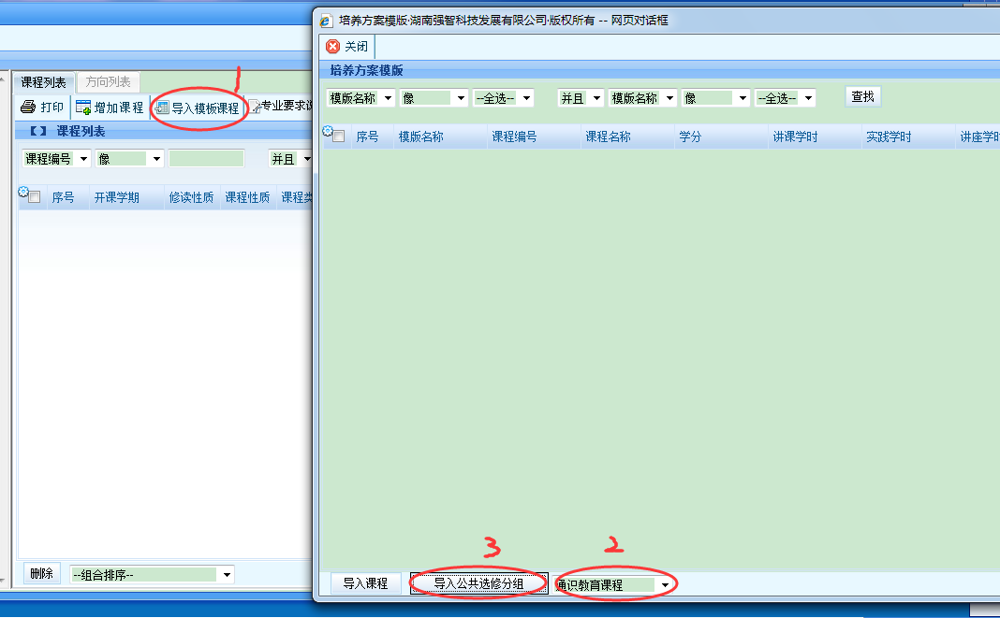 培养方案模版·湖南强智科技发展有限公司·版权所有 -- 网页对话框
关闭
培养方案模版
模版名称 像 --全选-- 并且 模版名称 像 --全选-- 查找
序号 模版名称 课程编号 课程名称 学分 讲课学时 实践学时 讲座学时
课程列表 方向列表
1
打印 增加课程 导入模板课程 专业要求说
【】 课程列表
课程编号 像 并且
序号 开课学期 修读性质 课程性质 课程类
删除 --组合排序--
3 2
导入课程 导入公共选修分组 通识教育课程